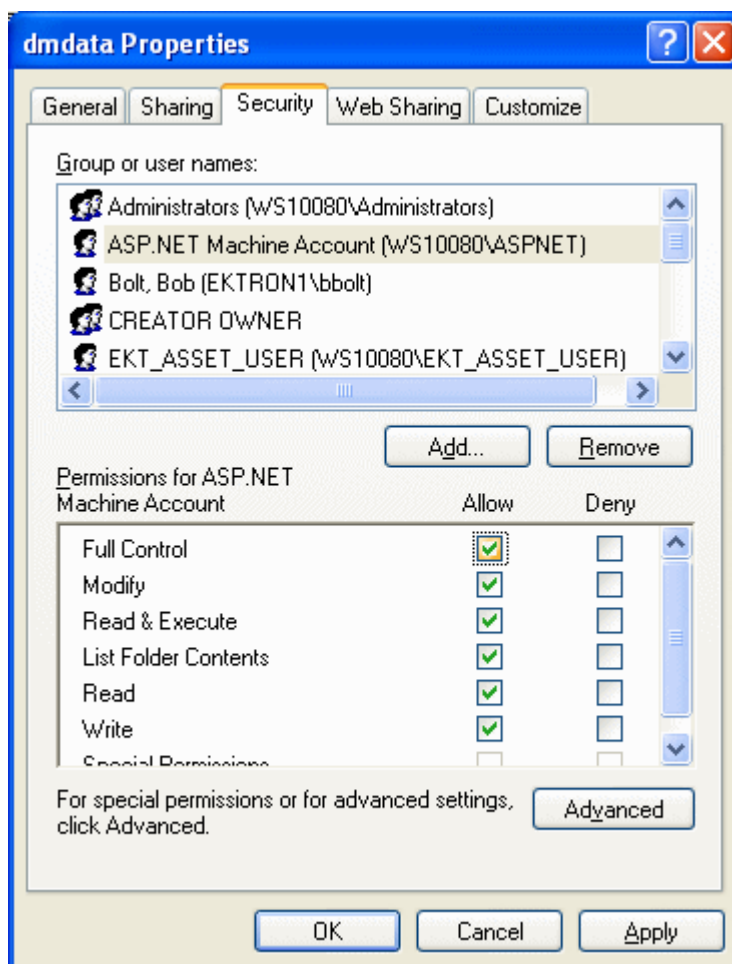 dmdata Properties
General Sharing Security Web Sharing Customize
Group or user names:
Administrators (WS10080\Administrators)
ASP.NET Machine Account (WS10080\ASPNET)
Bolt, Bob (EKTRON1\bbolt)
CREATOR OWNER
EKT_ASSET_USER (WS10080\EKT_ASSET_USER)
Add... Remove
Permissions for ASP.NET
Machine Account Allow Deny
Full Control
Modify
Read & Execute
List Folder Contents
Read
Write
Special Permissions
For special permissions or for advanced settings,
click Advanced.
Advanced
OK Cancel Apply